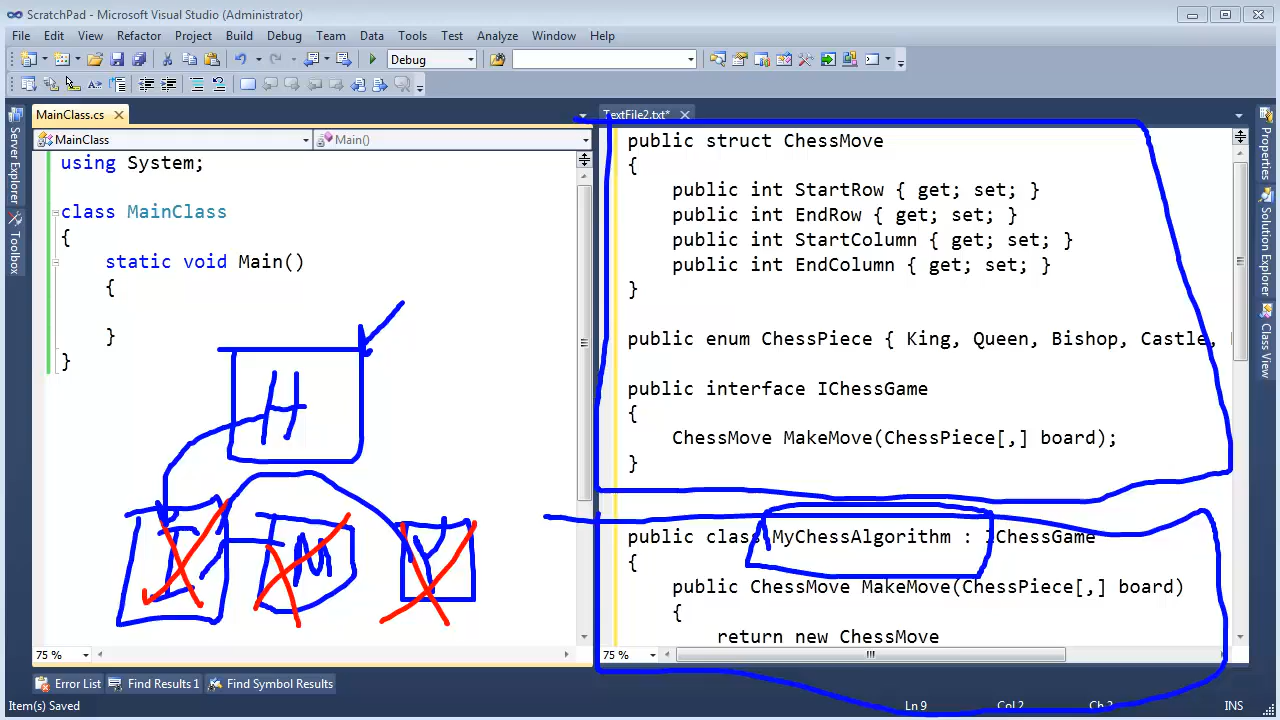 ScratchPad - Microsoft Visual Studio (Administrator)
File Edit View Refactor Project Build Debug Team Data Tools Test Analyze Window Help
Debug
Server Explorer
Toolbox
MainClass.cs
MainClass
Main()
using System;
class MainClass
{
static void Main()
{
}
}
H
M
Y
75 %
TextFile2.txt*
public struct ChessMove
{
public int StartRow { get; set; }
public int EndRow { get; set; }
public int StartColumn { get; set; }
public int EndColumn { get; set; }
}
public enum ChessPiece { King, Queen, Bishop, Castle,
public interface IChessGame
{
ChessMove MakeMove(ChessPiece[,] board);
}
public class MyChessAlgorithm : IChessGame
{
public ChessMove MakeMove(ChessPiece[,] board)
{
return new ChessMove
75 %
Properties
Solution Explorer
Class View
Error List Find Results 1 Find Symbol Results
Item(s) Saved Ln 9 Col 2 Ch 2 INS